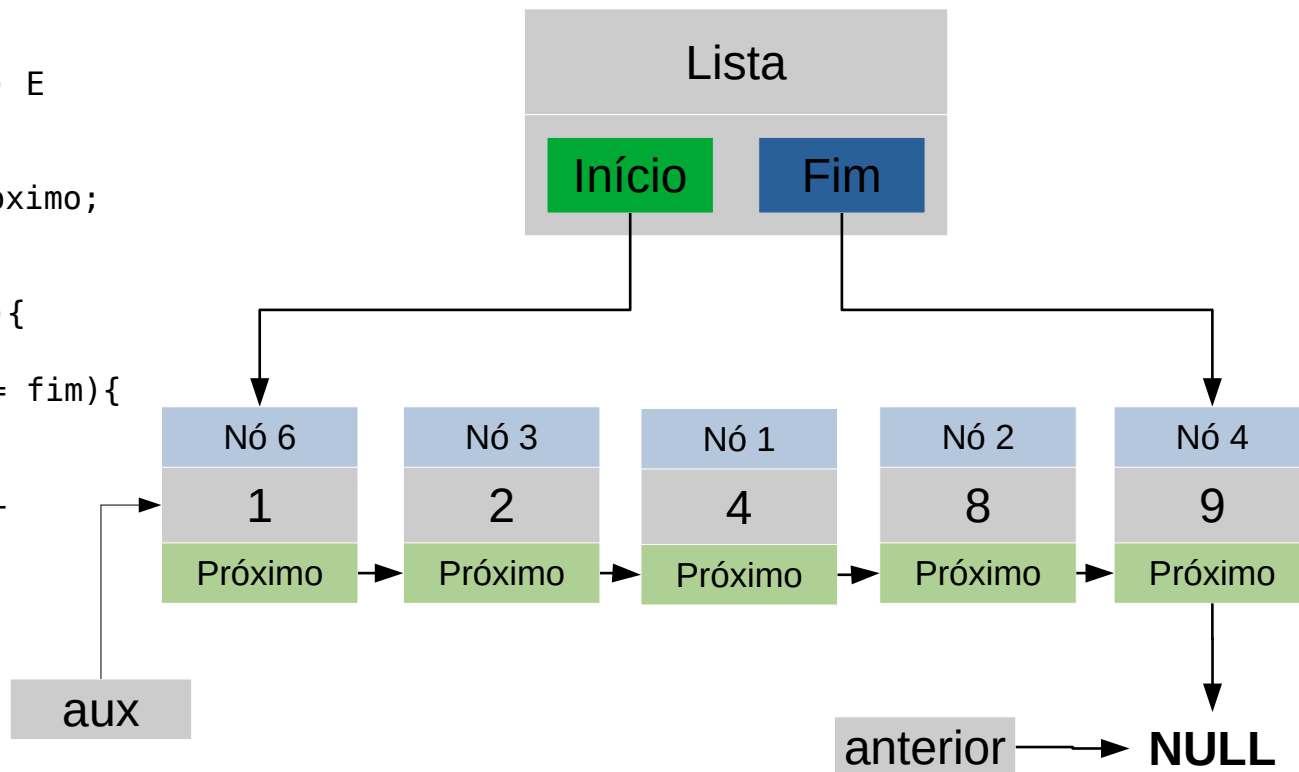 E
óximo;
{
= fim){
Lista
Início Fim
Nó 6 Nó 3 Nó 1 Nó 2 Nó 4
1 2 4 8 9
Próximo Próximo Próximo Próximo Próximo
aux
anterior NULL